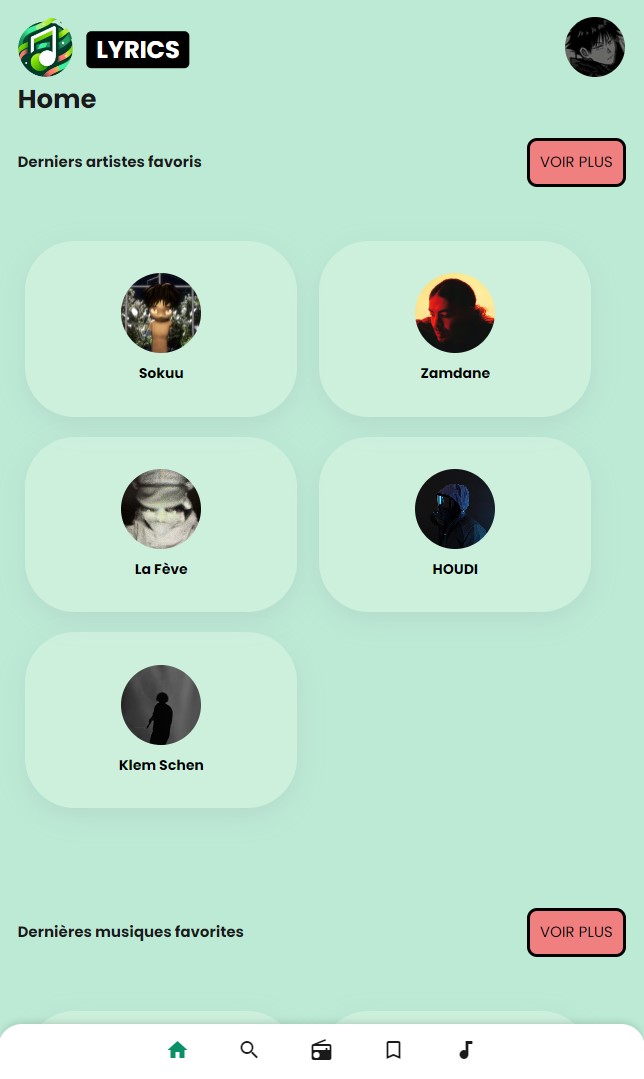 LYRICS
Home
Derniers artistes favoris
VOIR PLUS
Sokuu
Zamdane
La Fève
HOUDI
Klem Schen
Dernières musiques favorites
VOIR PLUS